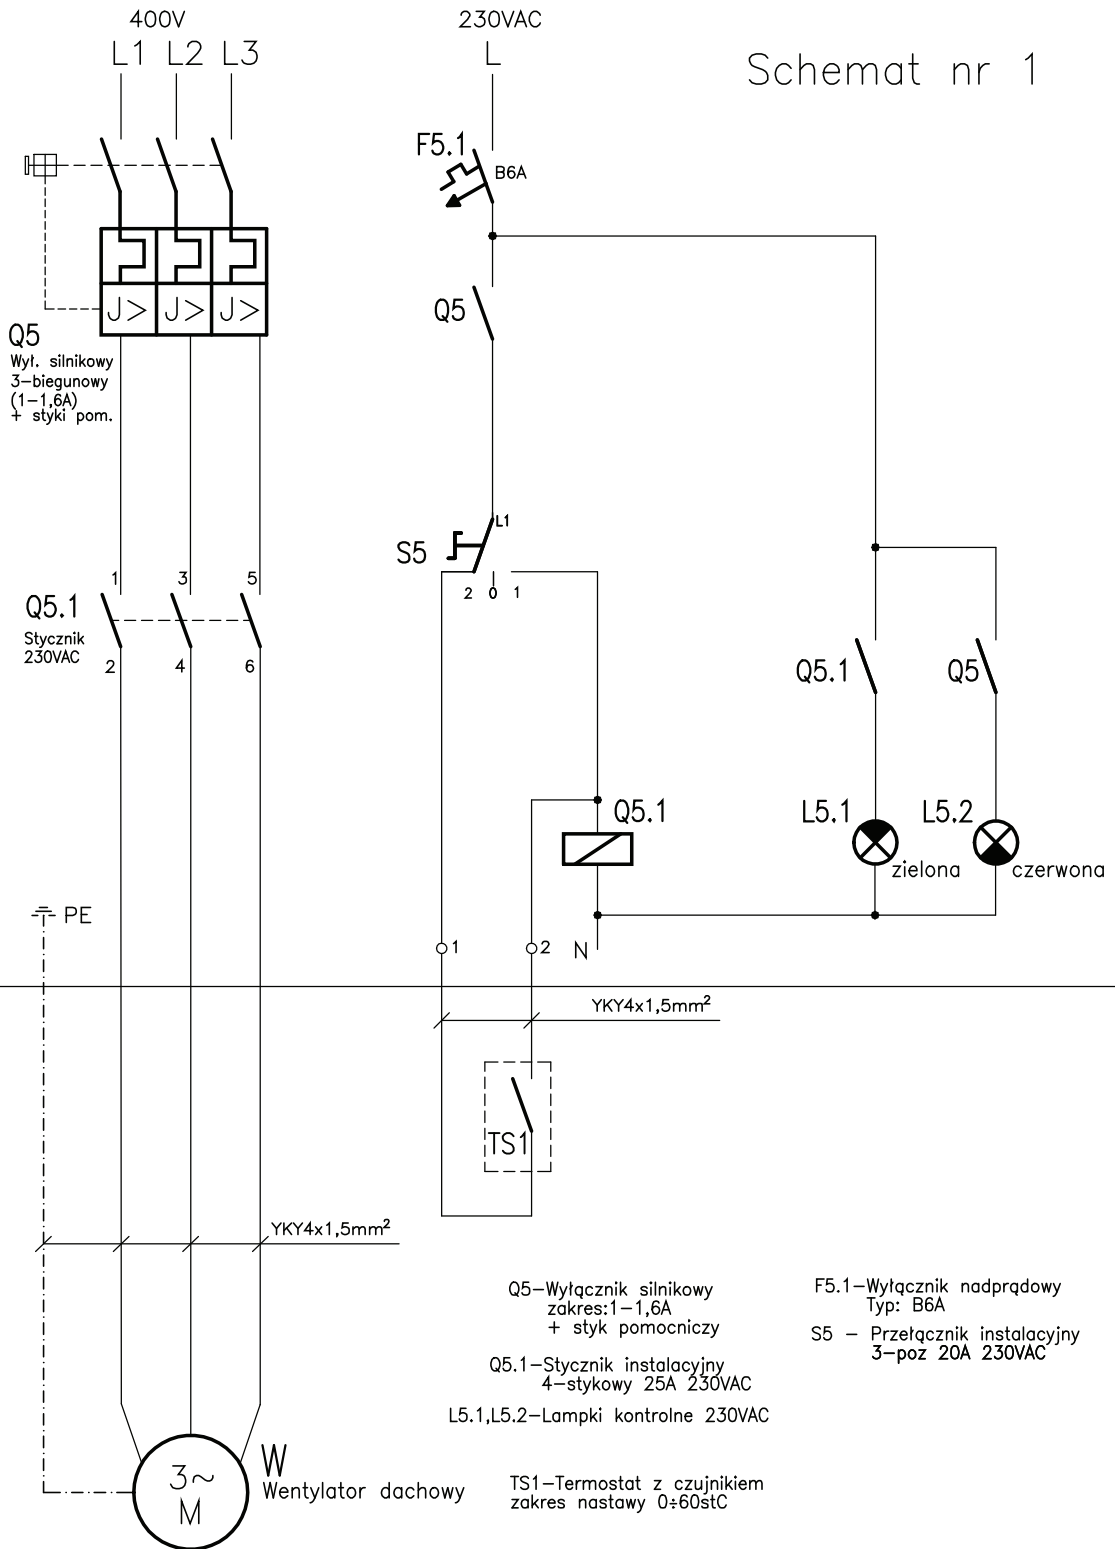 400V
L1 L2 L3
230VAC
L
Schemat nr 1
F5.1
B6A
Q5
J> J> J>
Q5
Wył. silnikowy
3-biegunowy
(1-1,6A)
+ styki pom.
S5
L1
2 0 1
1 3 5
Q5.1
Stycznik
230VAC
2 4 6
Q5.1
Q5
Q5.1
L5.1
zielona
L5.2
czerwona
PE
1
2
N
YKY4x1,5mm²
TS1
YKY4x1,5mm²
Q5-Wyłącznik silnikowy
zakres:1-1,6A
+ styk pomocniczy
Q5.1-Stycznik instalacyjny
4-stykowy 25A 230VAC
L5.1,L5.2-Lampki kontrolne 230VAC
TS1-Termostat z czujnikiem
zakres nastawy 0÷60stC
F5.1-Wyłącznik nadprądowy
Typ: B6A
S5 - Przełącznik instalacyjny
3-poz 20A 230VAC
3~
M
W
Wentylator dachowy